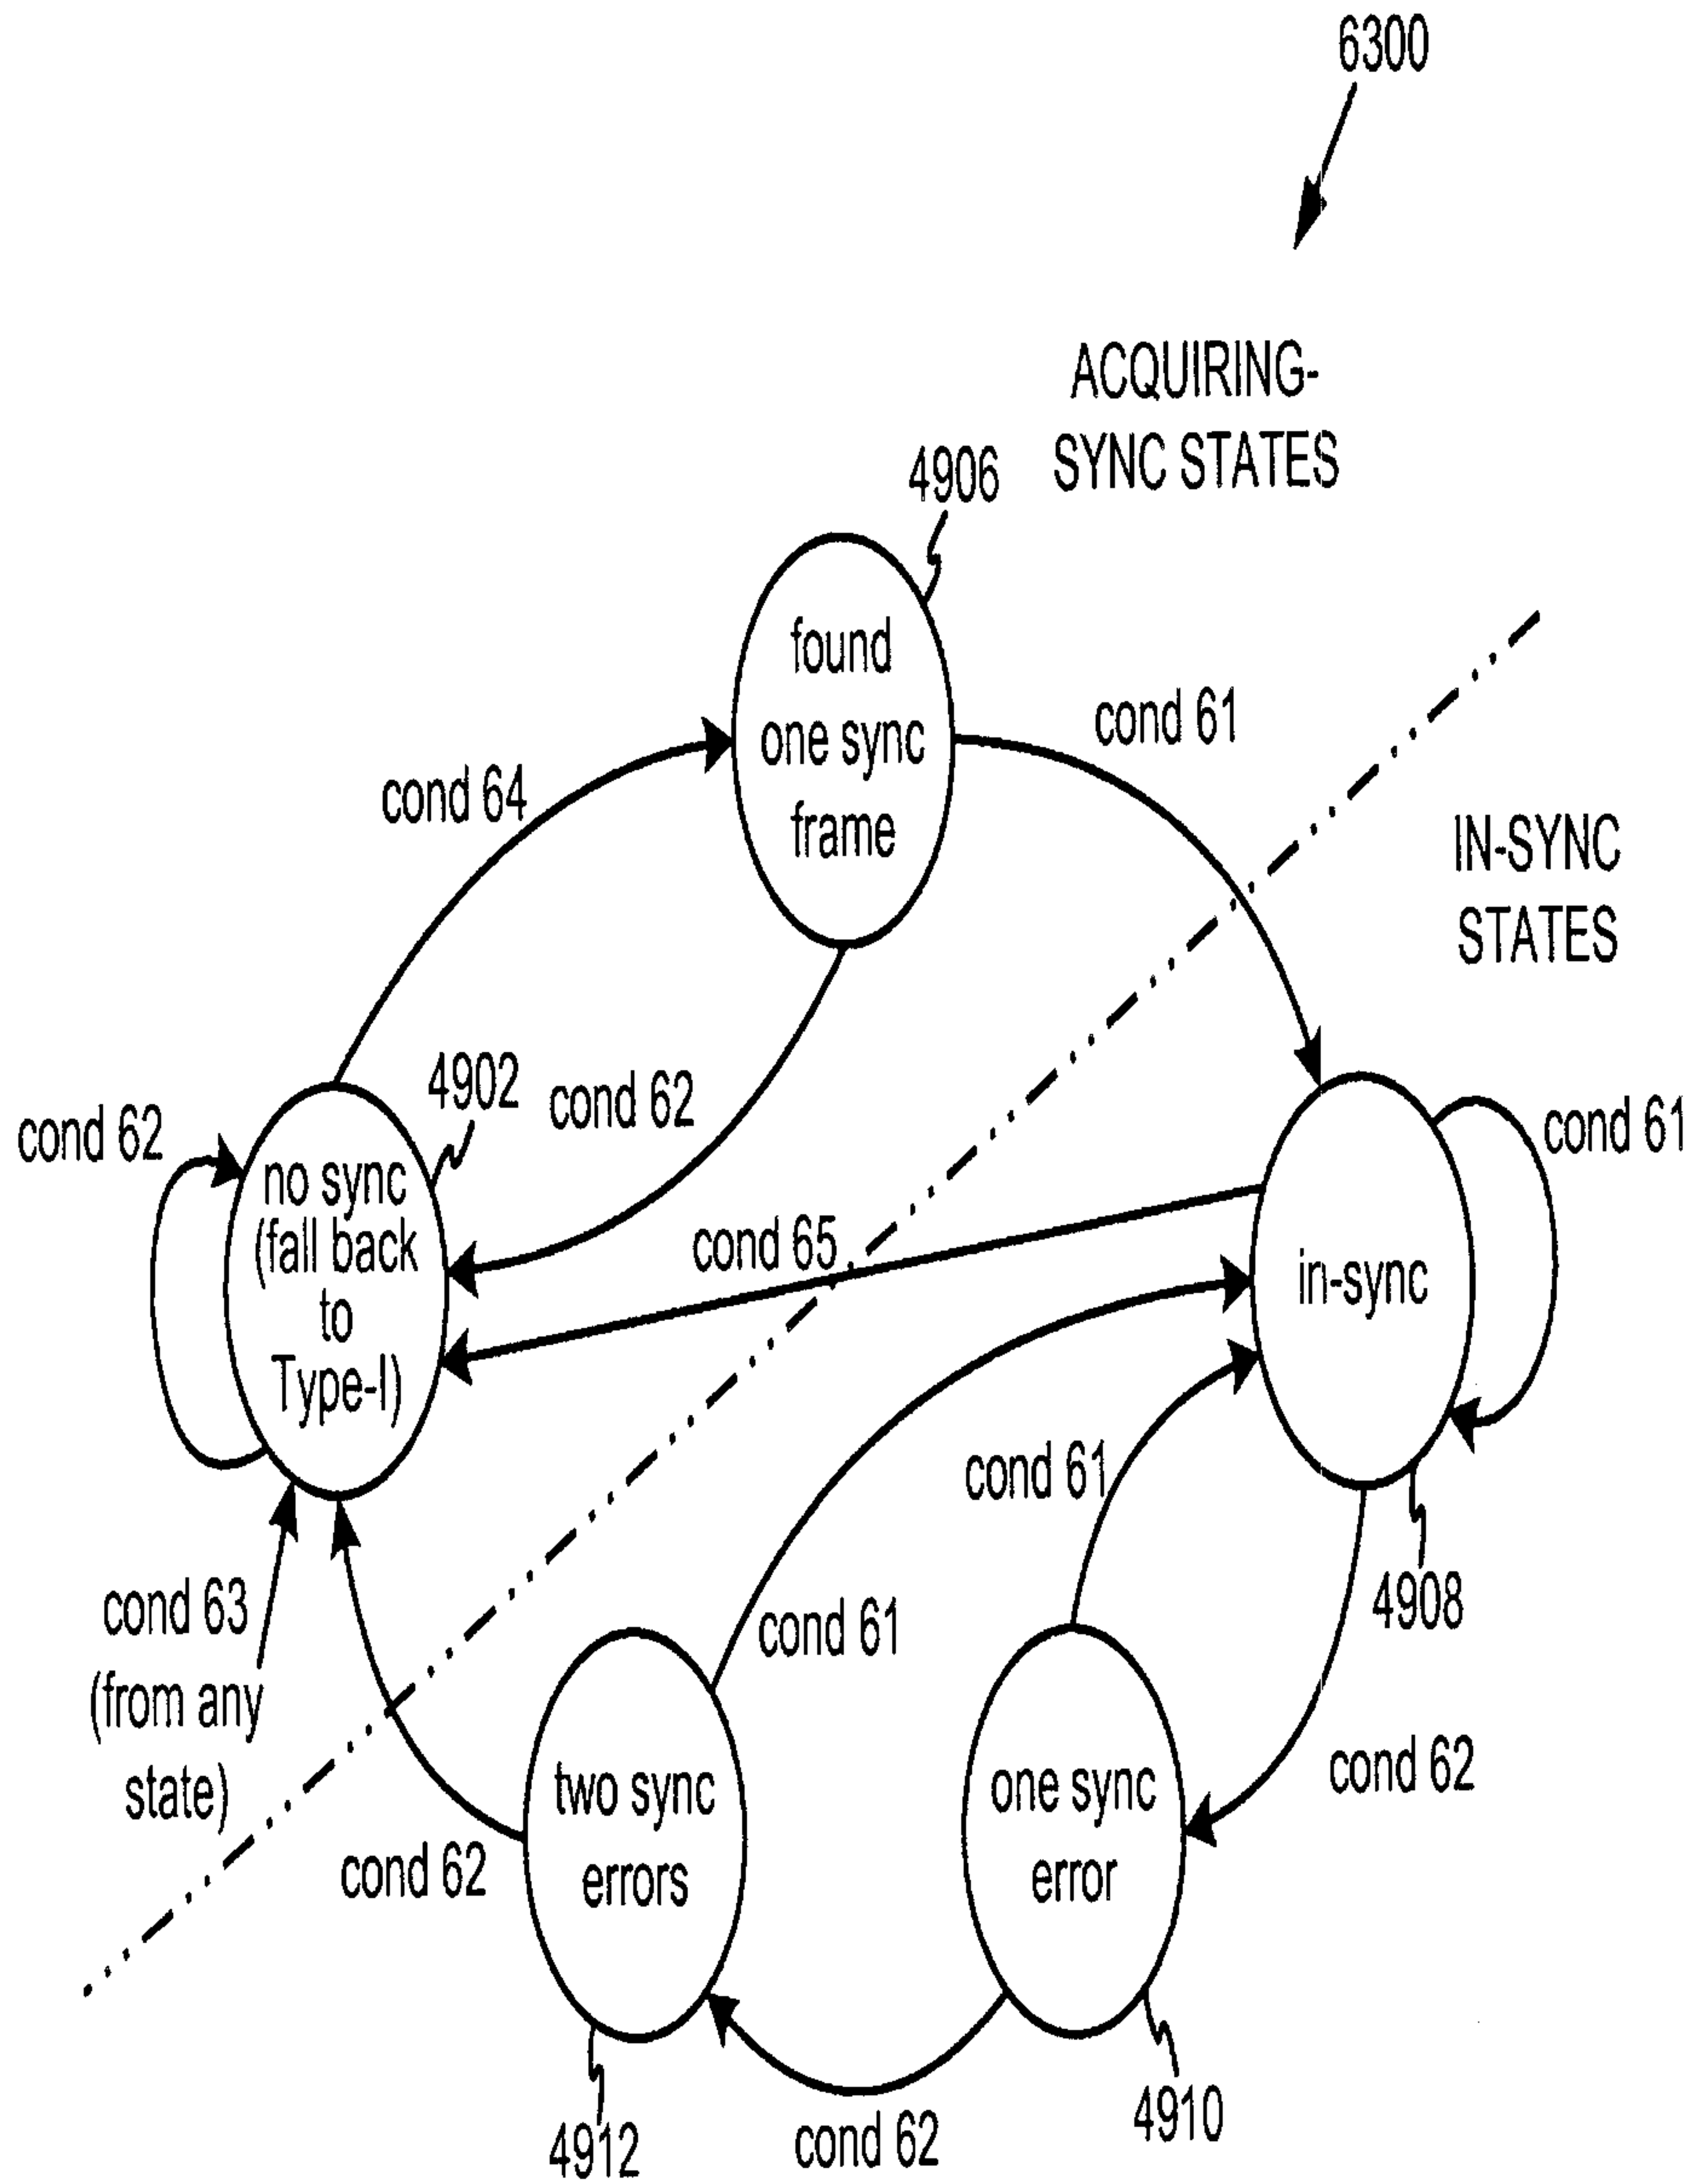 6300
ACQUIRING-
SYNC STATES
4906
found
one sync
frame
cond 61
cond 64
IN-SYNC
STATES
4902
cond 62
cond 62
cond 61
no sync
(fall back
to
Type-I)
cond 65
in-sync
cond 61
4908
cond 63
(from any
state)
cond 61
cond 62
two sync
errors
one sync
error
cond 62
4912
cond 62
4910